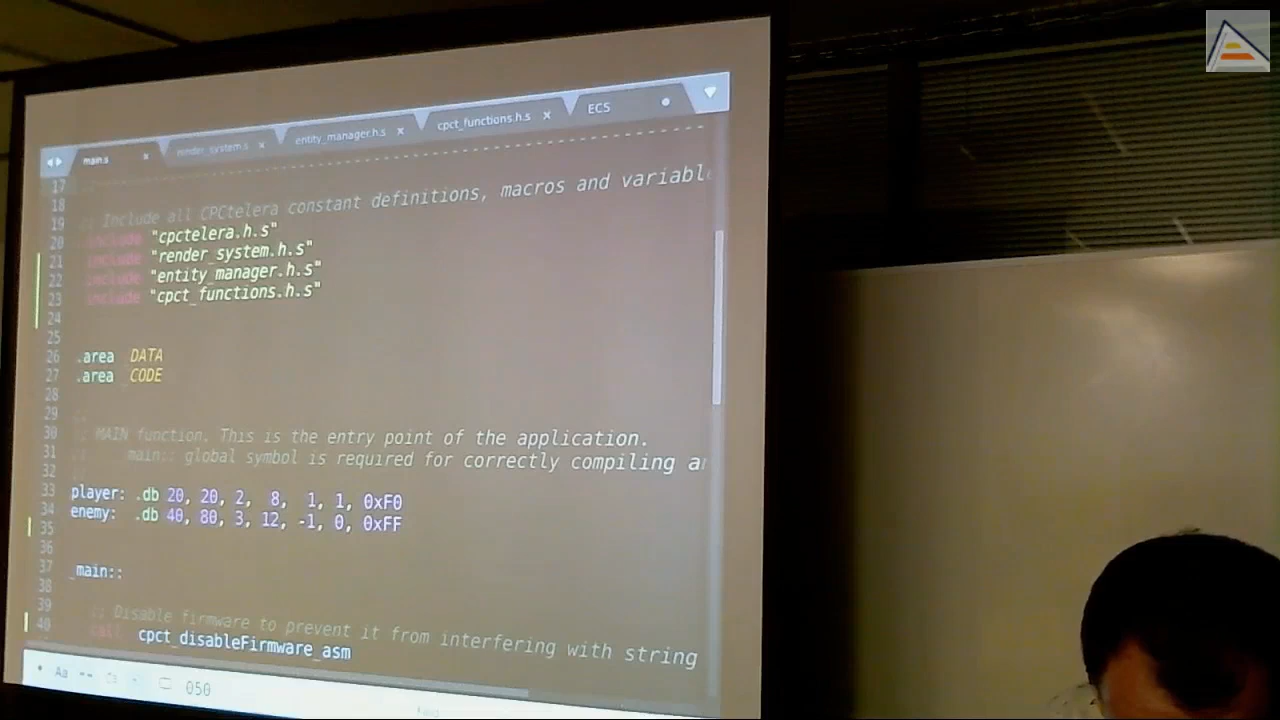 main.s × render_system.s × entity_manager.h.s × cpct_functions.h.s × ECS
17
18
19 ;; Include all CPCtelera constant definitions, macros and variabl
20 .include "cpctelera.h.s"
21 .include "render_system.h.s"
22 .include "entity_manager.h.s"
23 .include "cpct_functions.h.s"
24
25
26 .area _DATA
27 .area _CODE
28
29 ;;
30 ;; MAIN function. This is the entry point of the application.
31 ;; _main:: global symbol is required for correctly compiling a
32 ;;
33 player: .db 20, 20, 2, 8, 1, 1, 0xF0
34 enemy: .db 40, 80, 3, 12, -1, 0, 0xFF
35
36
37 _main::
38
39 ;; Disable firmware to prevent it from interfering with string
40 call cpct_disableFirmware_asm
Aa 050